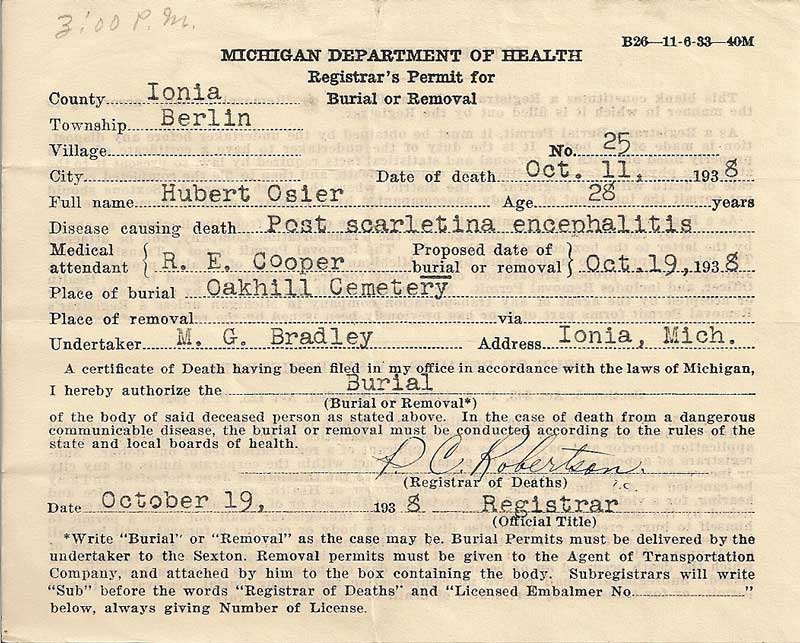 3:00 P.M.
B26—11-6-33—40M
MICHIGAN DEPARTMENT OF HEALTH
Registrar's Permit for
Burial or Removal
County Ionia
Township Berlin
Village No. 25
City Date of death Oct. 11, 1938
Full name Hubert Osier Age 28 years
Disease causing death Post scarletina encephalitis
Medical attendant { R. E. Cooper Proposed date of burial or removal } Oct. 19, 1938
Place of burial Oakhill Cemetery
Place of removal via
Undertaker M. G. Bradley Address Ionia, Mich.
A certificate of Death having been filed in my office in accordance with the laws of Michigan,
I hereby authorize the Burial
(Burial or Removal*)
of the body of said deceased person as stated above. In the case of death from a dangerous
communicable disease, the burial or removal must be conducted according to the rules of the
state and local boards of health.
P C. Robertson.
(Registrar of Deaths)
Date October 19, 1938 Registrar
(Official Title)
*Write "Burial" or "Removal" as the case may be. Burial Permits must be delivered by the
undertaker to the Sexton. Removal permits must be given to the Agent of Transportation
Company, and attached by him to the box containing the body. Subregistrars will write
"Sub" before the words "Registrar of Deaths" and "Licensed Embalmer No. "
below, always giving Number of License.